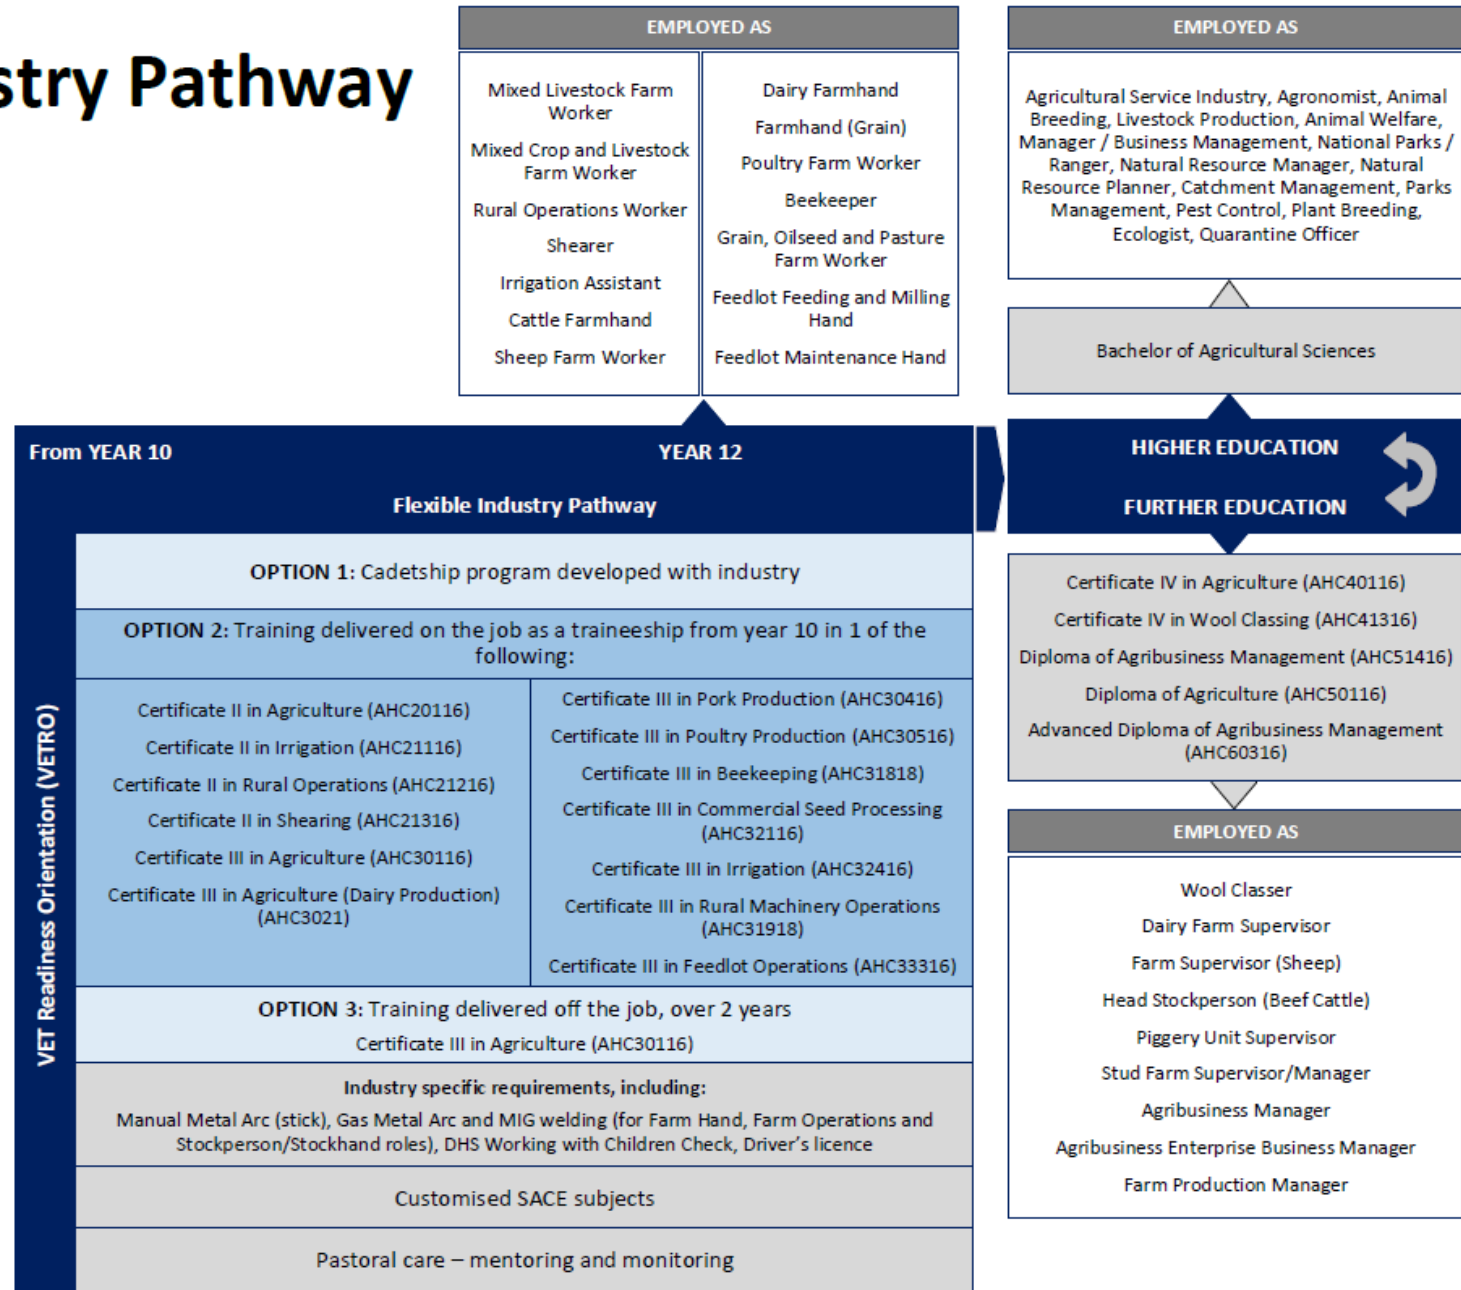 stry Pathway
EMPLOYED AS
Mixed Livestock Farm
Worker
Mixed Crop and Livestock
Farm Worker
Rural Operations Worker
Shearer
Irrigation Assistant
Cattle Farmhand
Sheep Farm Worker
Dairy Farmhand
Farmhand (Grain)
Poultry Farm Worker
Beekeeper
Grain, Oilseed and Pasture
Farm Worker
Feedlot Feeding and Milling
Hand
Feedlot Maintenance Hand
EMPLOYED AS
Agricultural Service Industry, Agronomist, Animal
Breeding, Livestock Production, Animal Welfare,
Manager / Business Management, National Parks /
Ranger, Natural Resource Manager, Natural
Resource Planner, Catchment Management, Parks
Management, Pest Control, Plant Breeding,
Ecologist, Quarantine Officer
Bachelor of Agricultural Sciences
From YEAR 10
YEAR 12
Flexible Industry Pathway
HIGHER EDUCATION
FURTHER EDUCATION
VET Readiness Orientation (VETRO)
OPTION 1: Cadetship program developed with industry
OPTION 2: Training delivered on the job as a traineeship from year 10 in 1 of the
following:
Certificate II in Agriculture (AHC20116)
Certificate II in Irrigation (AHC21116)
Certificate II in Rural Operations (AHC21216)
Certificate II in Shearing (AHC21316)
Certificate III in Agriculture (AHC30116)
Certificate III in Agriculture (Dairy Production)
(AHC3021)
Certificate III in Pork Production (AHC30416)
Certificate III in Poultry Production (AHC30516)
Certificate III in Beekeeping (AHC31818)
Certificate III in Commercial Seed Processing
(AHC32116)
Certificate III in Irrigation (AHC32416)
Certificate III in Rural Machinery Operations
(AHC31918)
Certificate III in Feedlot Operations (AHC33316)
OPTION 3: Training delivered off the job, over 2 years
Certificate III in Agriculture (AHC30116)
Industry specific requirements, including:
Manual Metal Arc (stick), Gas Metal Arc and MIG welding (for Farm Hand, Farm Operations and
Stockperson/Stockhand roles), DHS Working with Children Check, Driver's licence
Customised SACE subjects
Pastoral care – mentoring and monitoring
Certificate IV in Agriculture (AHC40116)
Certificate IV in Wool Classing (AHC41316)
Diploma of Agribusiness Management (AHC51416)
Diploma of Agriculture (AHC50116)
Advanced Diploma of Agribusiness Management
(AHC60316)
EMPLOYED AS
Wool Classer
Dairy Farm Supervisor
Farm Supervisor (Sheep)
Head Stockperson (Beef Cattle)
Piggery Unit Supervisor
Stud Farm Supervisor/Manager
Agribusiness Manager
Agribusiness Enterprise Business Manager
Farm Production Manager